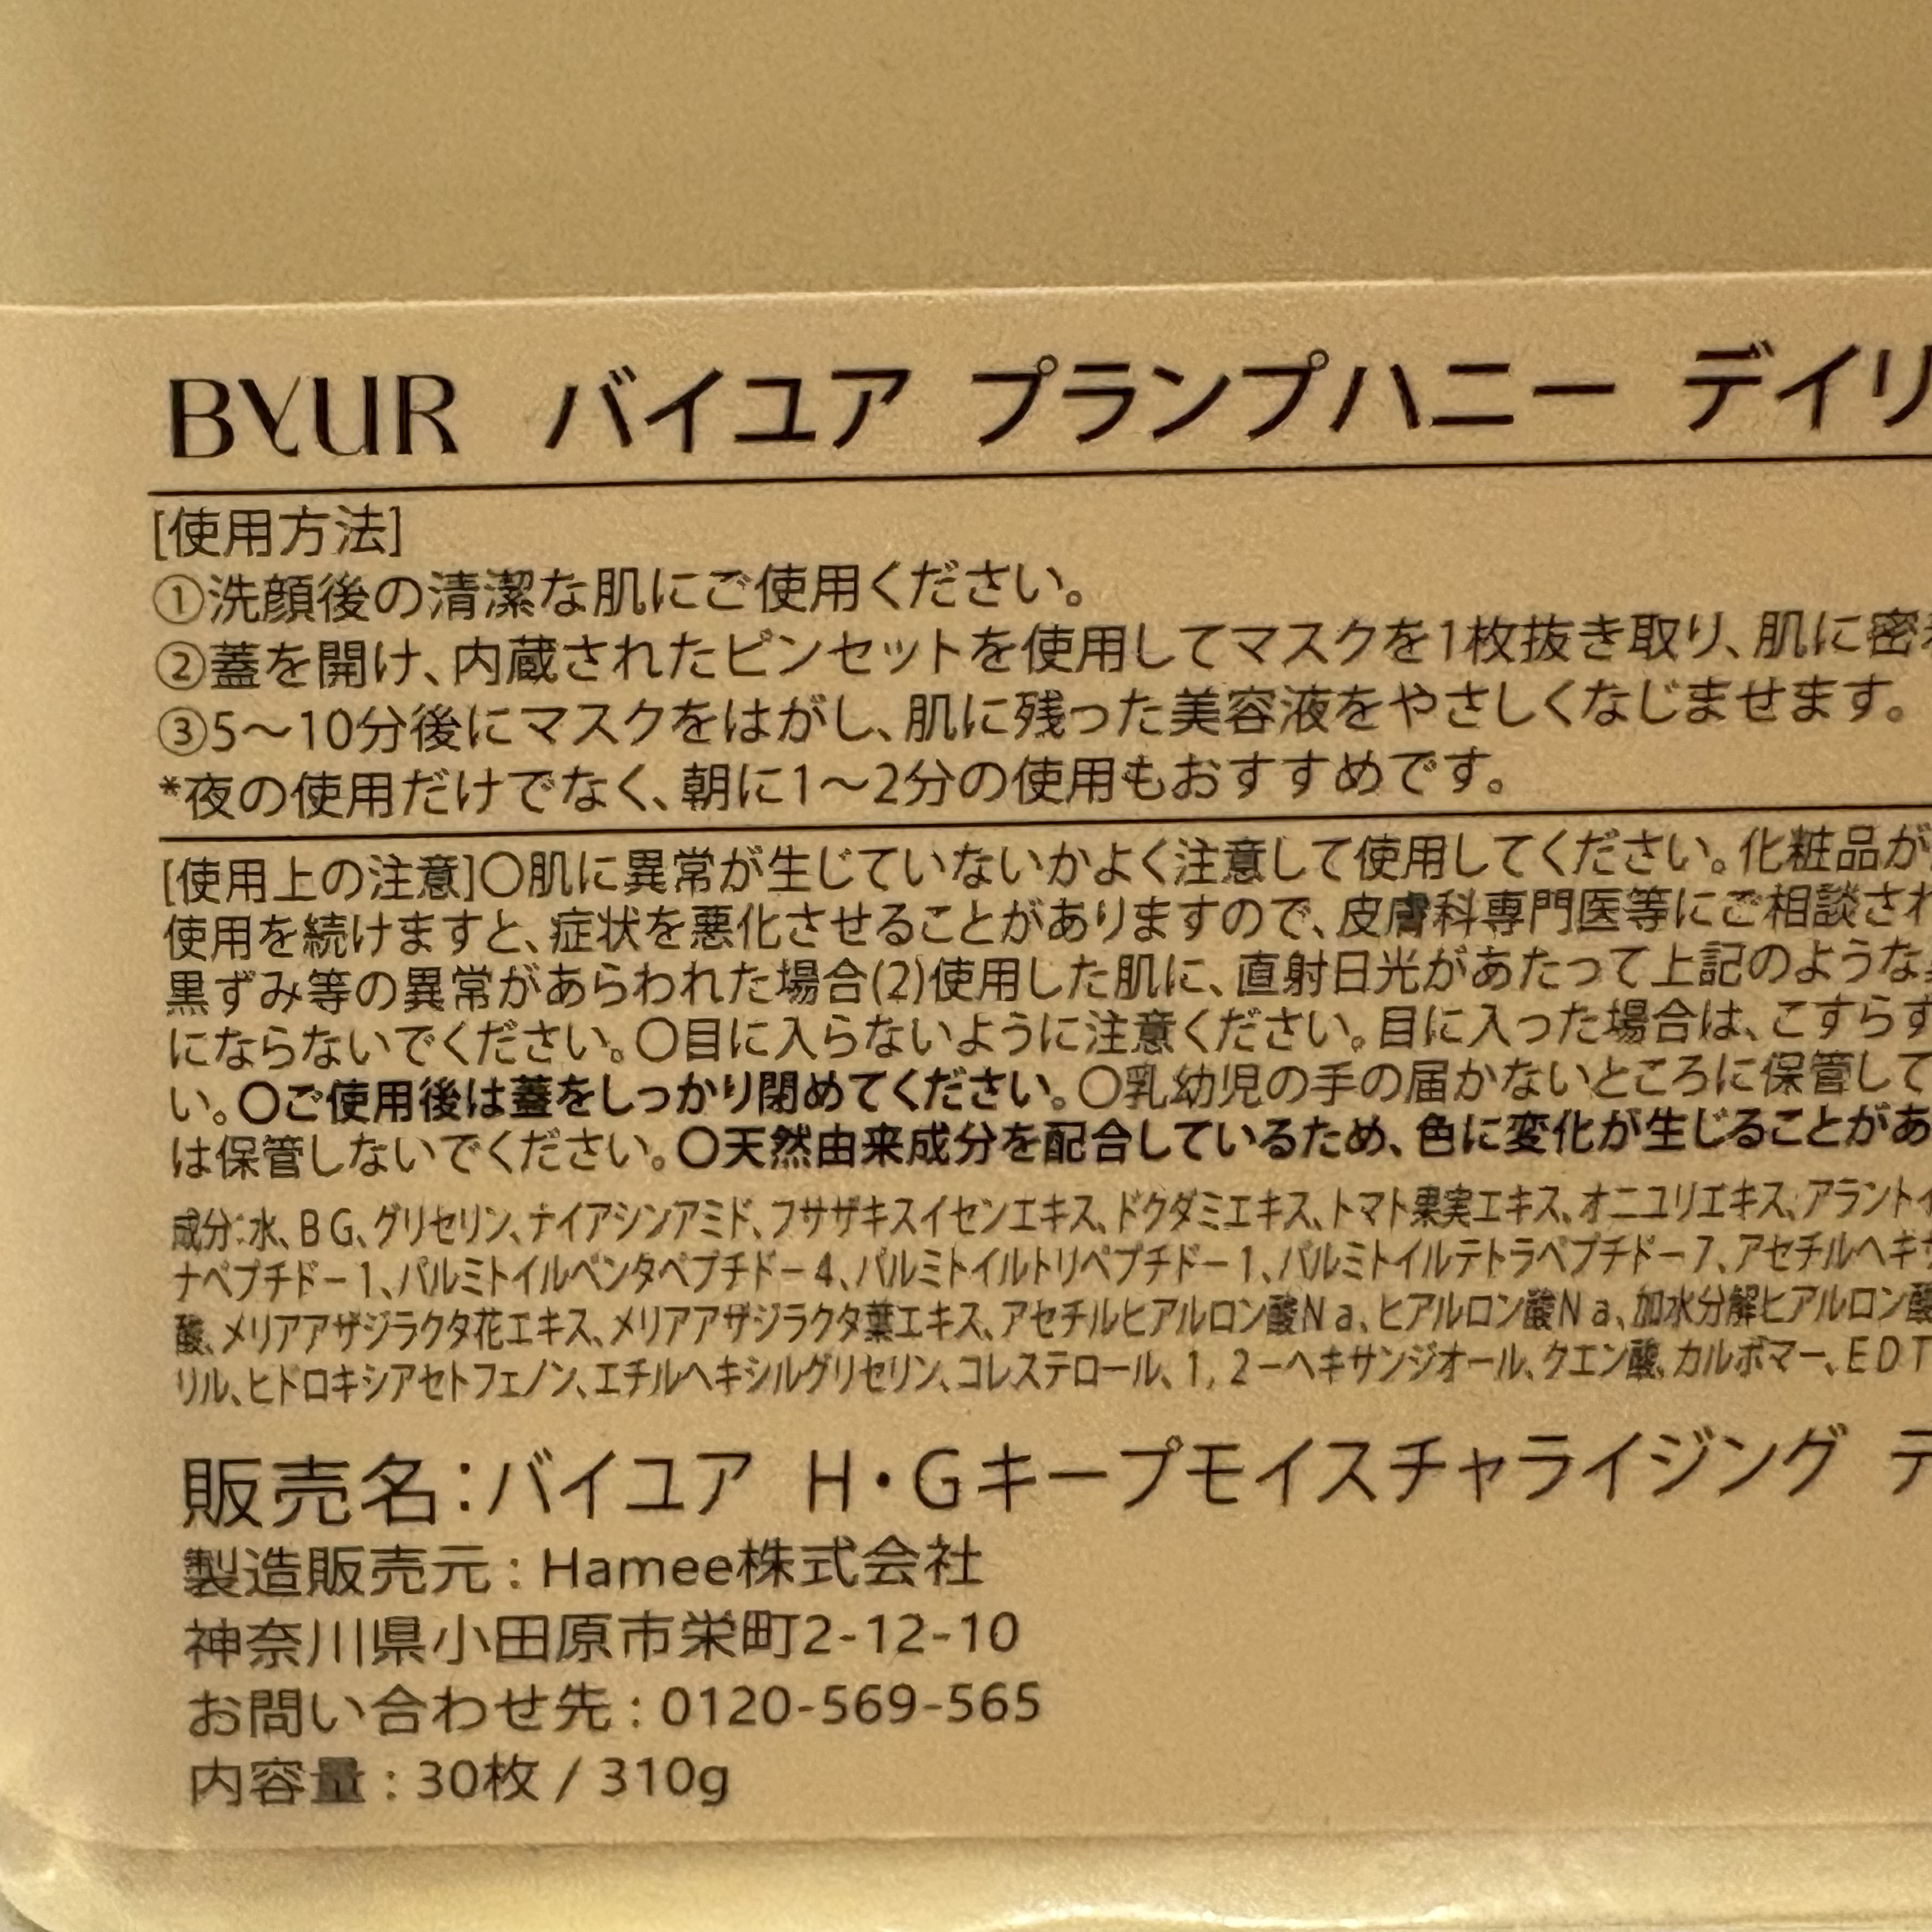 BYUR バイユア プランプハニー デイリ
[使用方法]
①洗顔後の清潔な肌にご使用ください。
②蓋を開け、内蔵されたピンセットを使用してマスクを1枚抜き取り、肌に密着
③5～10分後にマスクをはがし、肌に残った美容液をやさしくなじませます。
*夜の使用だけでなく、朝に1～2分の使用もおすすめです。
[使用上の注意]〇肌に異常が生じていないかよく注意して使用してください。化粧品が
使用を続けますと、症状を悪化させることがありますので、皮膚科専門医等にご相談され
黒ずみ等の異常があらわれた場合(2)使用した肌に、直射日光があたって上記のような
にならないでください。〇目に入らないように注意ください。目に入った場合は、こすらず
い。〇ご使用後は蓋をしっかり閉めてください。〇乳幼児の手の届かないところに保管して
は保管しないでください。〇天然由来成分を配合しているため、色に変化が生じることがあ
成分：水、BG、グリセリン、ナイアシンアミド、フサザキスイセンエキス、ドクダミエキス、トマト果実エキス、オニユリエキス、アラントイ
ナペプチドー1、パルミトイルペンタペプチドー4、パルミトイルトリペプチドー1、パルミトイルテトラペプチドー7、アセチルヘキサ
酸、メリアアザジラクタ花エキス、メリアアザジラクタ葉エキス、アセチルヒアルロン酸Na、ヒアルロン酸Na、加水分解ヒアルロン酸
リル、ヒドロキシアセトフェノン、エチルヘキシルグリセリン、コレステロール、1,2ーヘキサンジオール、クエン酸、カルボマー、EDT
販売名：バイユア H・Gキープモイスチャライジング デ
製造販売元：Hamee株式会社
神奈川県小田原市栄町2-12-10
お問い合わせ先：0120-569-565
内容量：30枚 / 310g